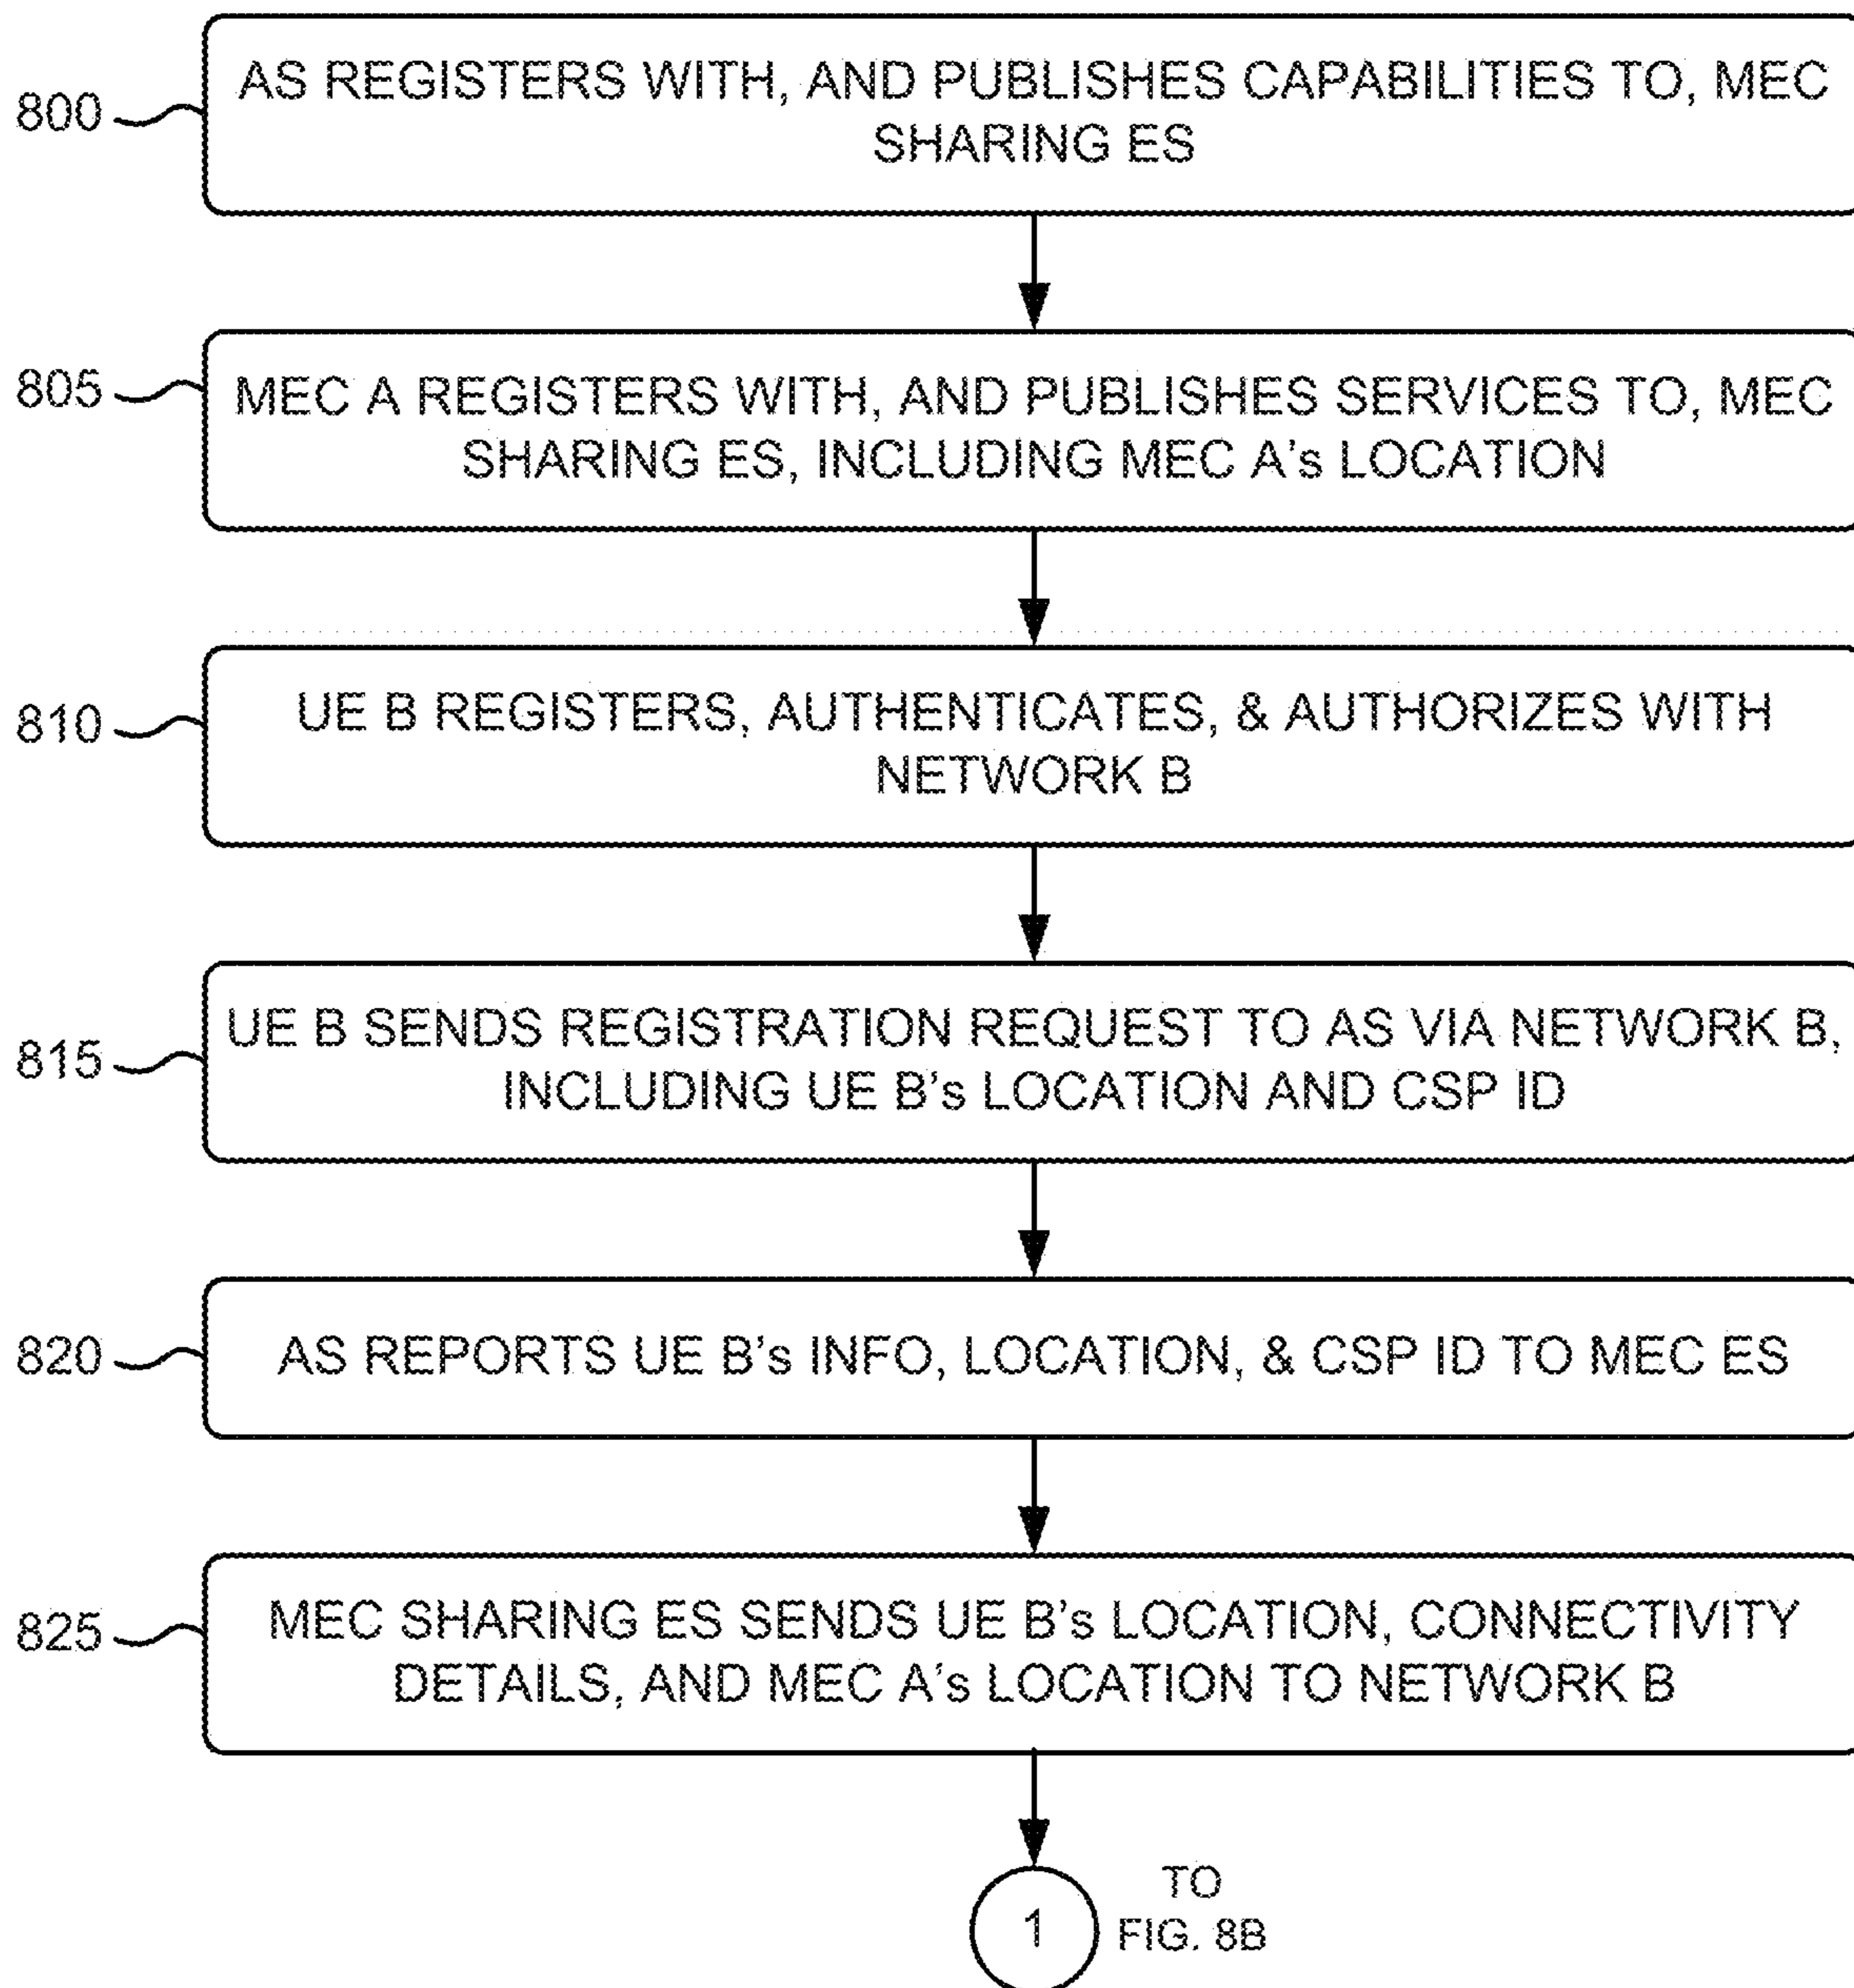 800
AS REGISTERS WITH, AND PUBLISHES CAPABILITIES TO, MEC
SHARING ES
805
MEC A REGISTERS WITH, AND PUBLISHES SERVICES TO, MEC
SHARING ES, INCLUDING MEC A's LOCATION
810
UE B REGISTERS, AUTHENTICATES, & AUTHORIZES WITH
NETWORK B
815
UE B SENDS REGISTRATION REQUEST TO AS VIA NETWORK B,
INCLUDING UE B's LOCATION AND CSP ID
820
AS REPORTS UE B's INFO, LOCATION, & CSP ID TO MEC ES
825
MEC SHARING ES SENDS UE B's LOCATION, CONNECTIVITY
DETAILS, AND MEC A's LOCATION TO NETWORK B
1
TO
FIG. 8B